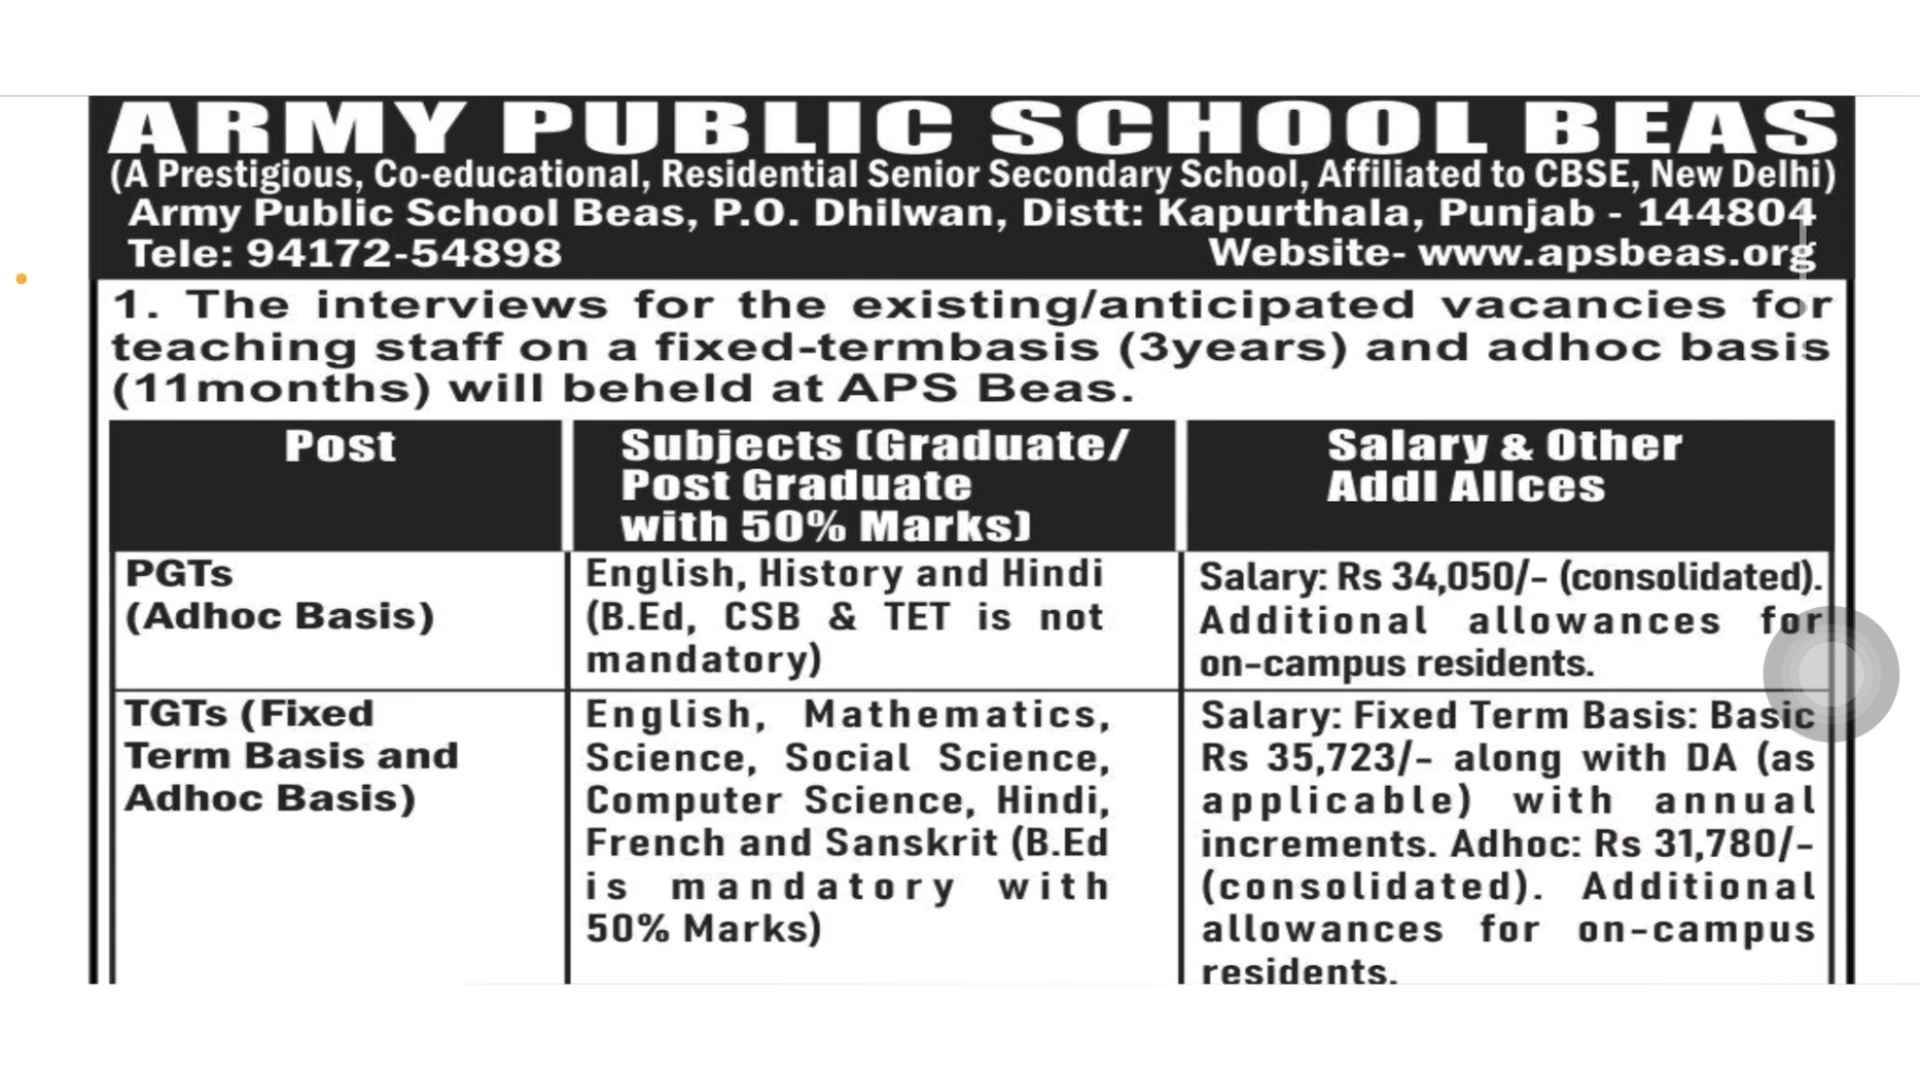 ARMY PUBLIC SCHOOL BEAS
(A Prestigious, Co-educational, Residential Senior Secondary School, Affiliated to CBSE, New Delhi)
Army Public School Beas, P.O. Dhilwan, Distt: Kapurthala, Punjab - 144804
Tele: 94172-54898 Website- www.apsbeas.org
1. The interviews for the existing/anticipated vacancies for
teaching staff on a fixed-termbasis (3years) and adhoc basis
(11months) will beheld at APS Beas.
Post
Subjects (Graduate/
Post Graduate
with 50% Marks)
Salary & Other
Addl Allces
PGTs
(Adhoc Basis)
English, History and Hindi
(B.Ed, CSB & TET is not
mandatory)
Salary: Rs 34,050/- (consolidated).
Additional allowances for
on-campus residents.
TGTs (Fixed
Term Basis and
Adhoc Basis)
English, Mathematics,
Science, Social Science,
Computer Science, Hindi,
French and Sanskrit (B.Ed
is mandatory with
50% Marks)
Salary: Fixed Term Basis: Basic
Rs 35,723/- along with DA (as
applicable) with annual
increments. Adhoc: Rs 31,780/-
(consolidated). Additional
allowances for on-campus
residents.